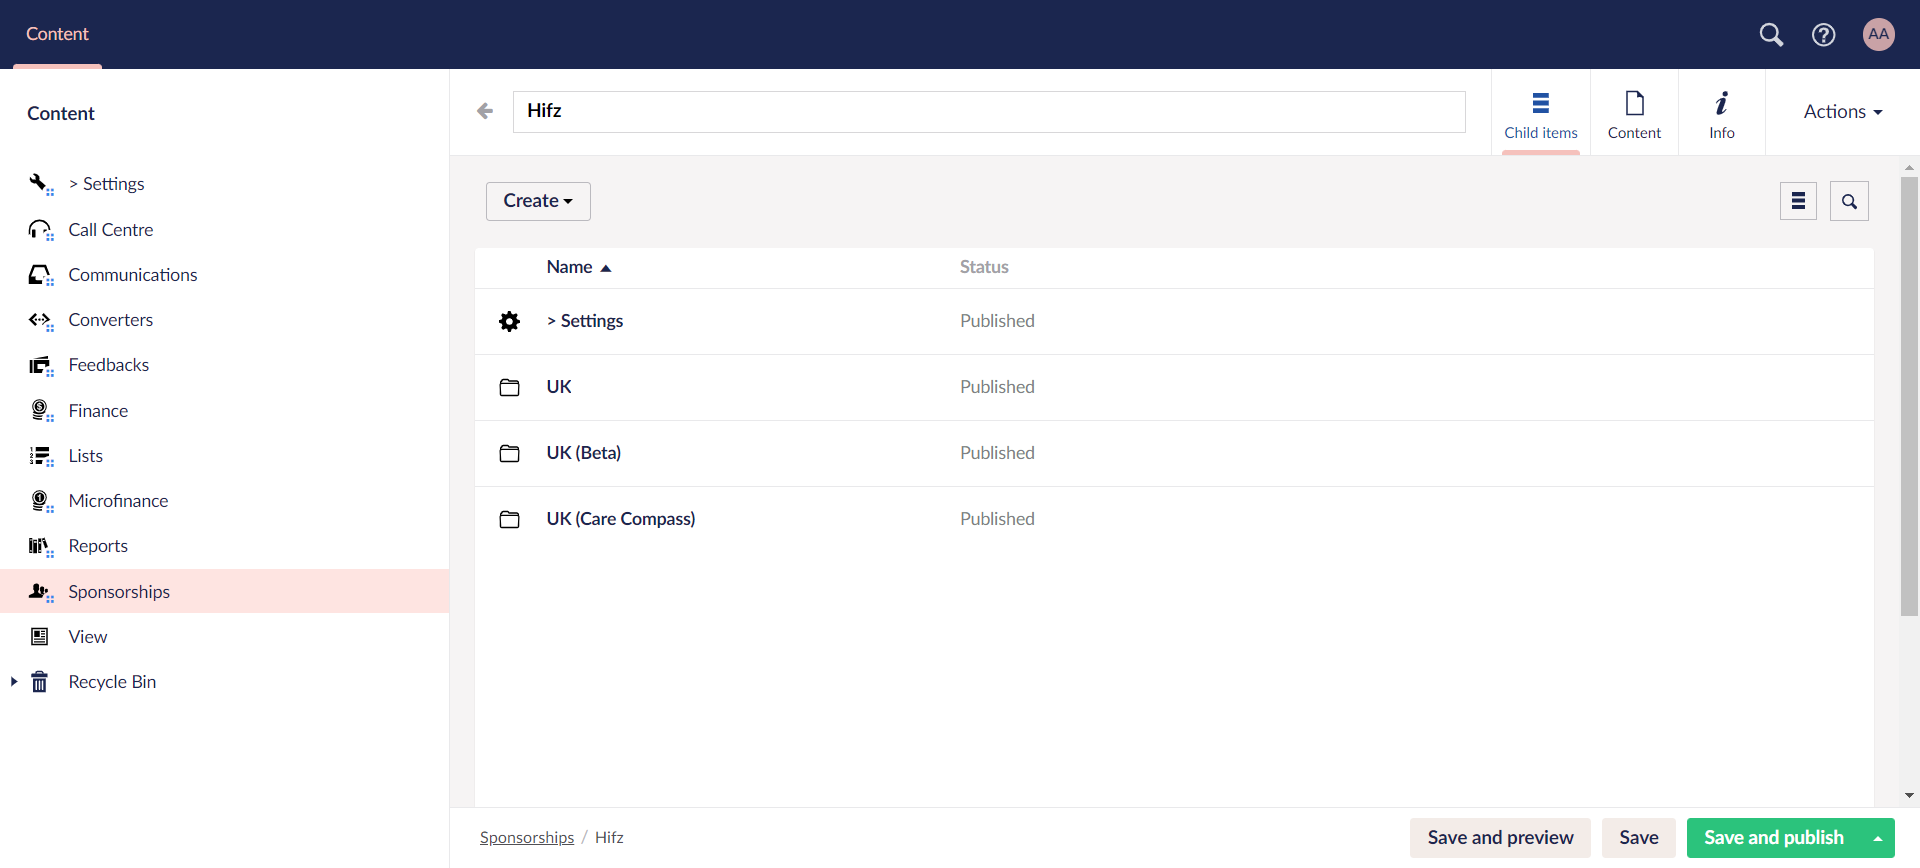 Content
AA
Content
> Settings
Call Centre
Communications
Converters
Feedbacks
Finance
Lists
Microfinance
Reports
Sponsorships
View
Recycle Bin
Hifz
Child items
Content
Info
Actions
Create
Name Status
> Settings Published
UK Published
UK (Beta) Published
UK (Care Compass) Published
Sponsorships / Hifz
Save and preview
Save
Save and publish